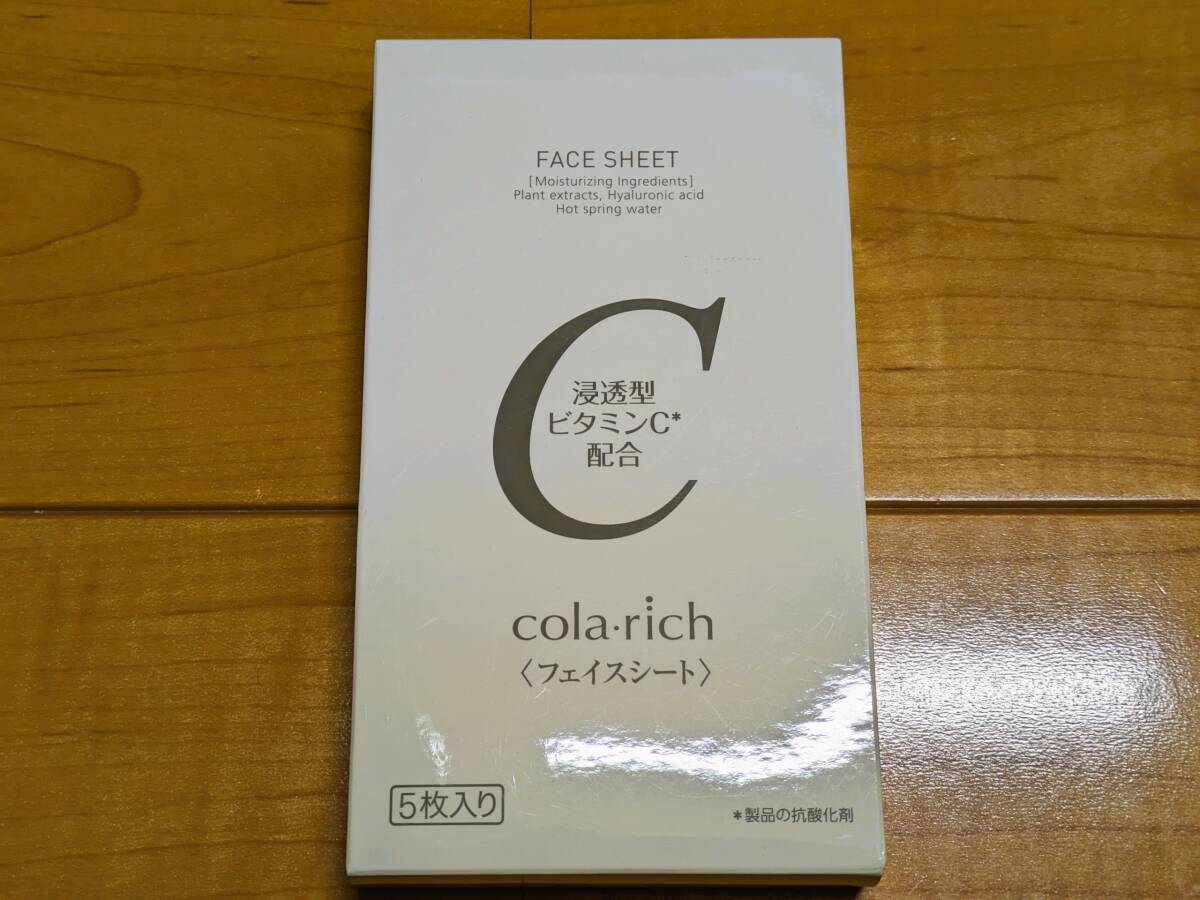 FACE SHEET
[Moisturizing Ingredients]
Plant extracts, Hyaluronic acid
Hot spring water
C
浸透型
ビタミンC*
配合
cola·rich
〈フェイスシート〉
5枚入り
*製品の抗酸化剤